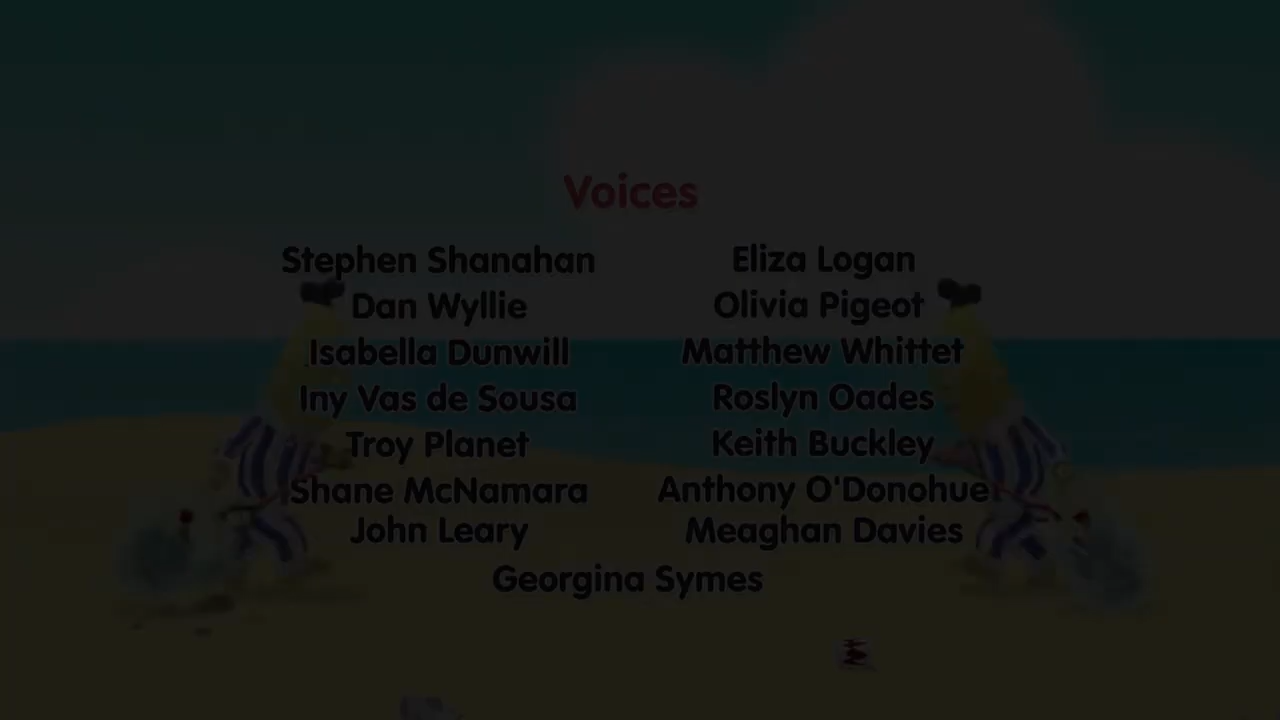 Voices
Stephen Shanahan Eliza Logan
Dan Wyllie Olivia Pigeot
Isabella Dunwill Matthew Whittet
Iny Vas de Sousa Roslyn Oades
Troy Planet Keith Buckley
Shane McNamara Anthony O'Donohue
John Leary Meaghan Davies
Georgina Symes